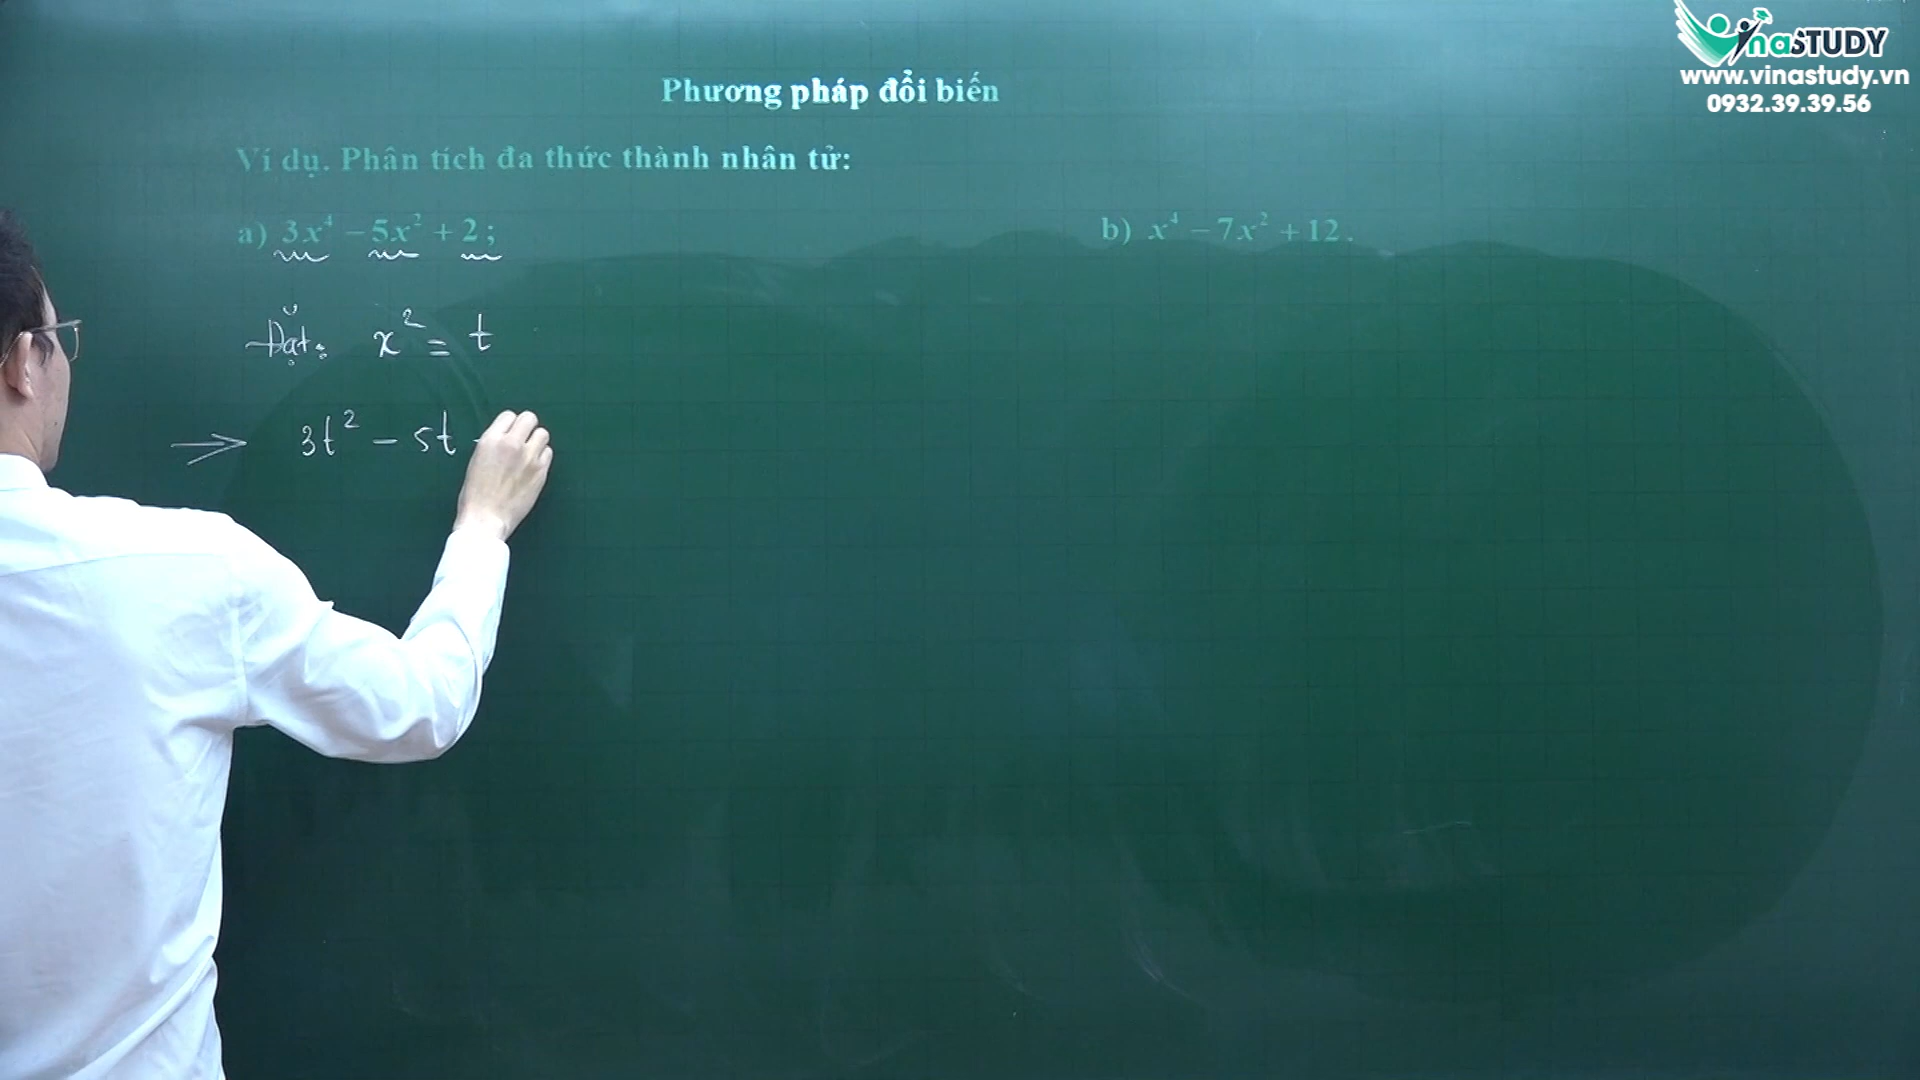 VinaSTUDY
www.vinastudy.vn
0932.39.39.56
Phương pháp đổi biến
Ví dụ. Phân tích đa thức thành nhân tử:
a) 3x⁴ − 5x² + 2 ;
b) x⁴ − 7x² + 12 .
Đặt: x² = t
⇒ 3t² − 5t